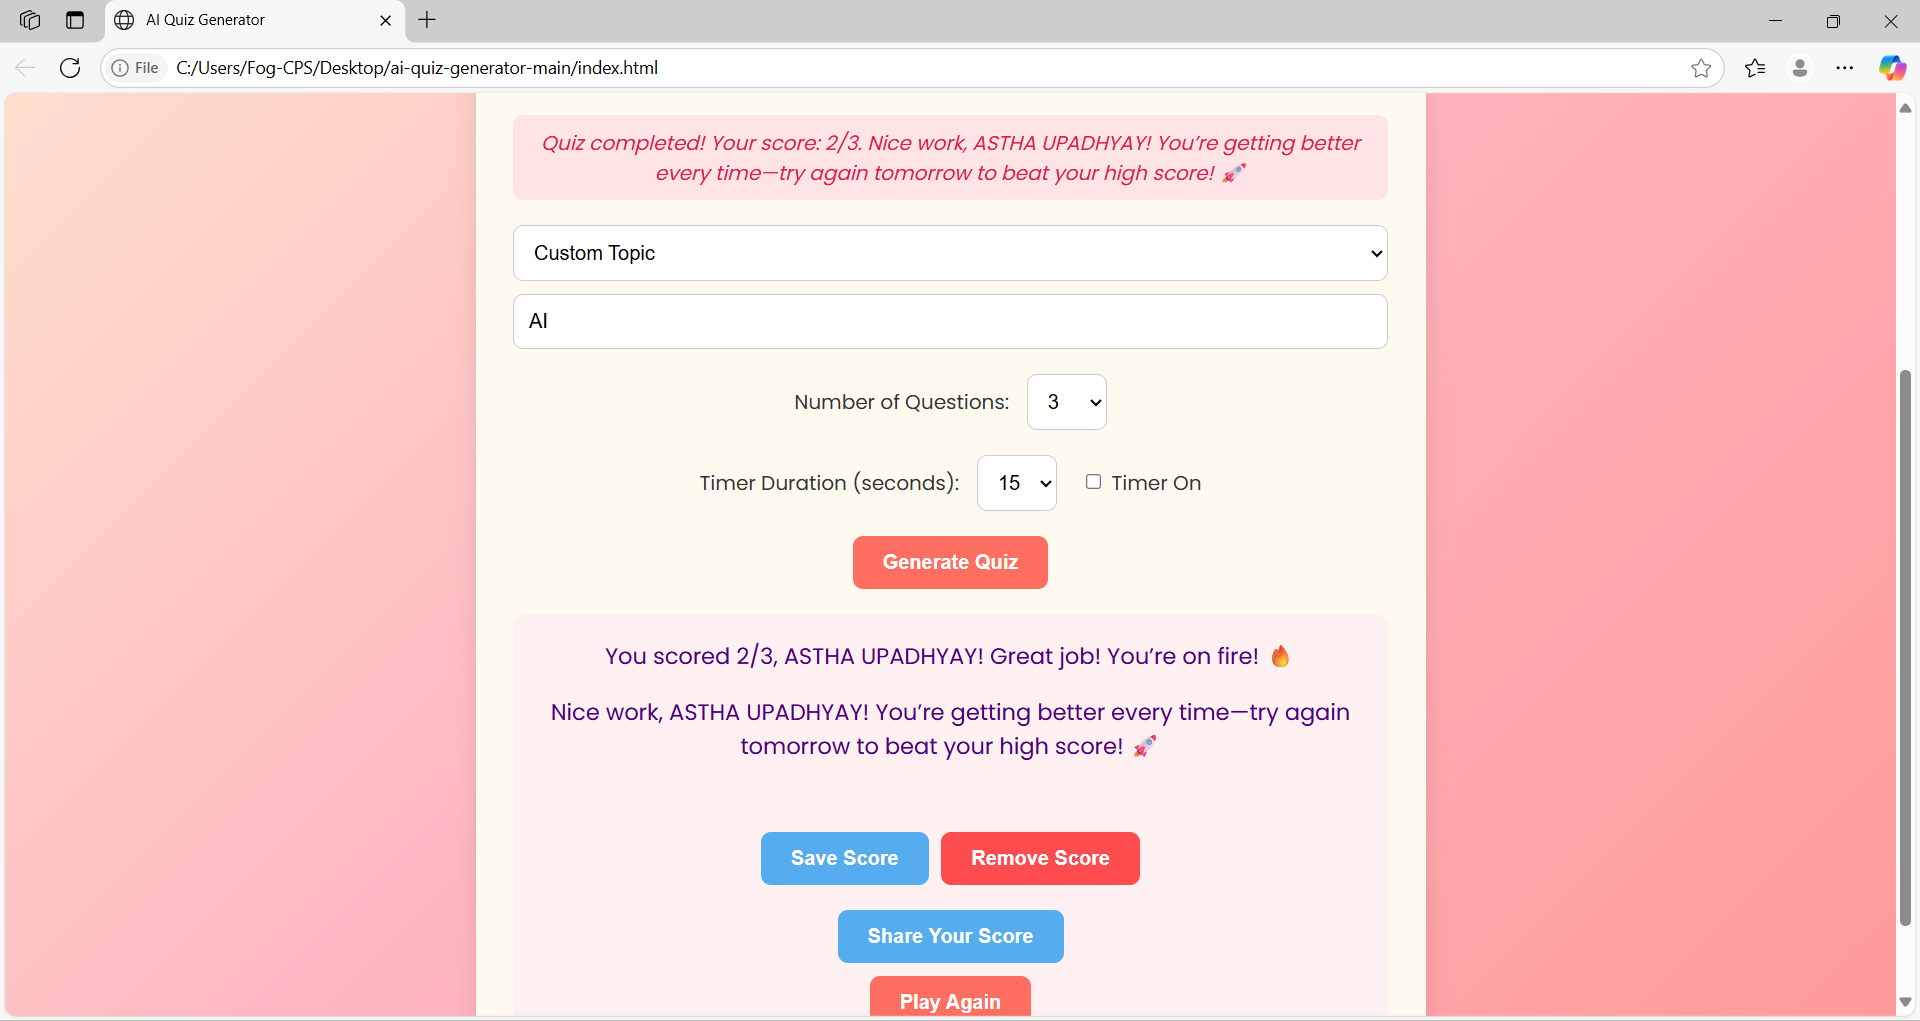 AI Quiz Generator
File C:/Users/Fog-CPS/Desktop/ai-quiz-generator-main/index.html
Quiz completed! Your score: 2/3. Nice work, ASTHA UPADHYAY! You’re getting better
every time—try again tomorrow to beat your high score! 🚀
Custom Topic
AI
Number of Questions: 3
Timer Duration (seconds): 15 Timer On
Generate Quiz
You scored 2/3, ASTHA UPADHYAY! Great job! You’re on fire! 🔥
Nice work, ASTHA UPADHYAY! You’re getting better every time—try again
tomorrow to beat your high score! 🚀
Save Score Remove Score
Share Your Score
Play Again